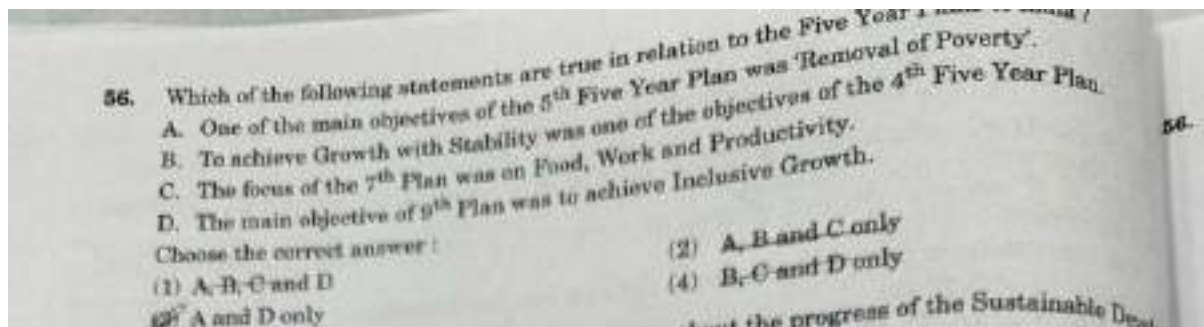 56. Which of the following statements are true in relation to the Five Year
A. One of the main objectives of the 5th Five Year Plan was 'Removal of Poverty'.
B. To achieve Growth with Stability was one of the objectives of the 4th Five Year Plan.
C. The focus of the 7th Plan was on Food, Work and Productivity.
D. The main objective of 9th Plan was to achieve Inclusive Growth.
Choose the correct answer :
(1) A, B, C and D
(2) A, B and C only
A and D only
(4) B, C and D only
the progress of the Sustainable
56.